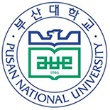 부산대학교
1946
PUSAN NATIONAL UNIVERSITY